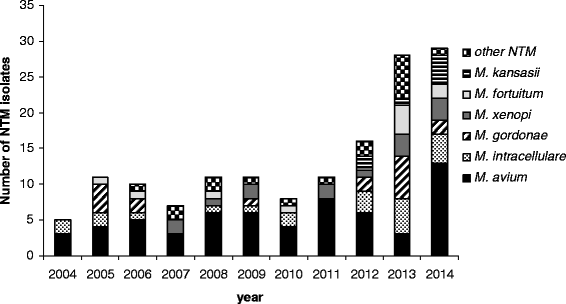 Number of NTM isolates
35
30
25
20
15
10
5
0
2004 2005 2006 2007 2008 2009 2010 2011 2012 2013 2014
year
other NTM
M. kansasii
M. fortuitum
M. xenopi
M. gordonae
M. intracellulare
M. avium